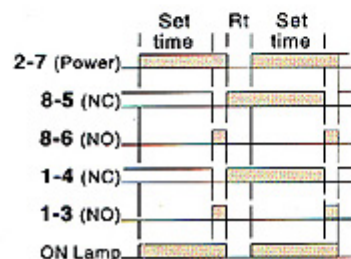 Set time Rt Set time
2-7 (Power)
8-5 (NC)
8-6 (NO)
1-4 (NC)
1-3 (NO)
ON Lamp